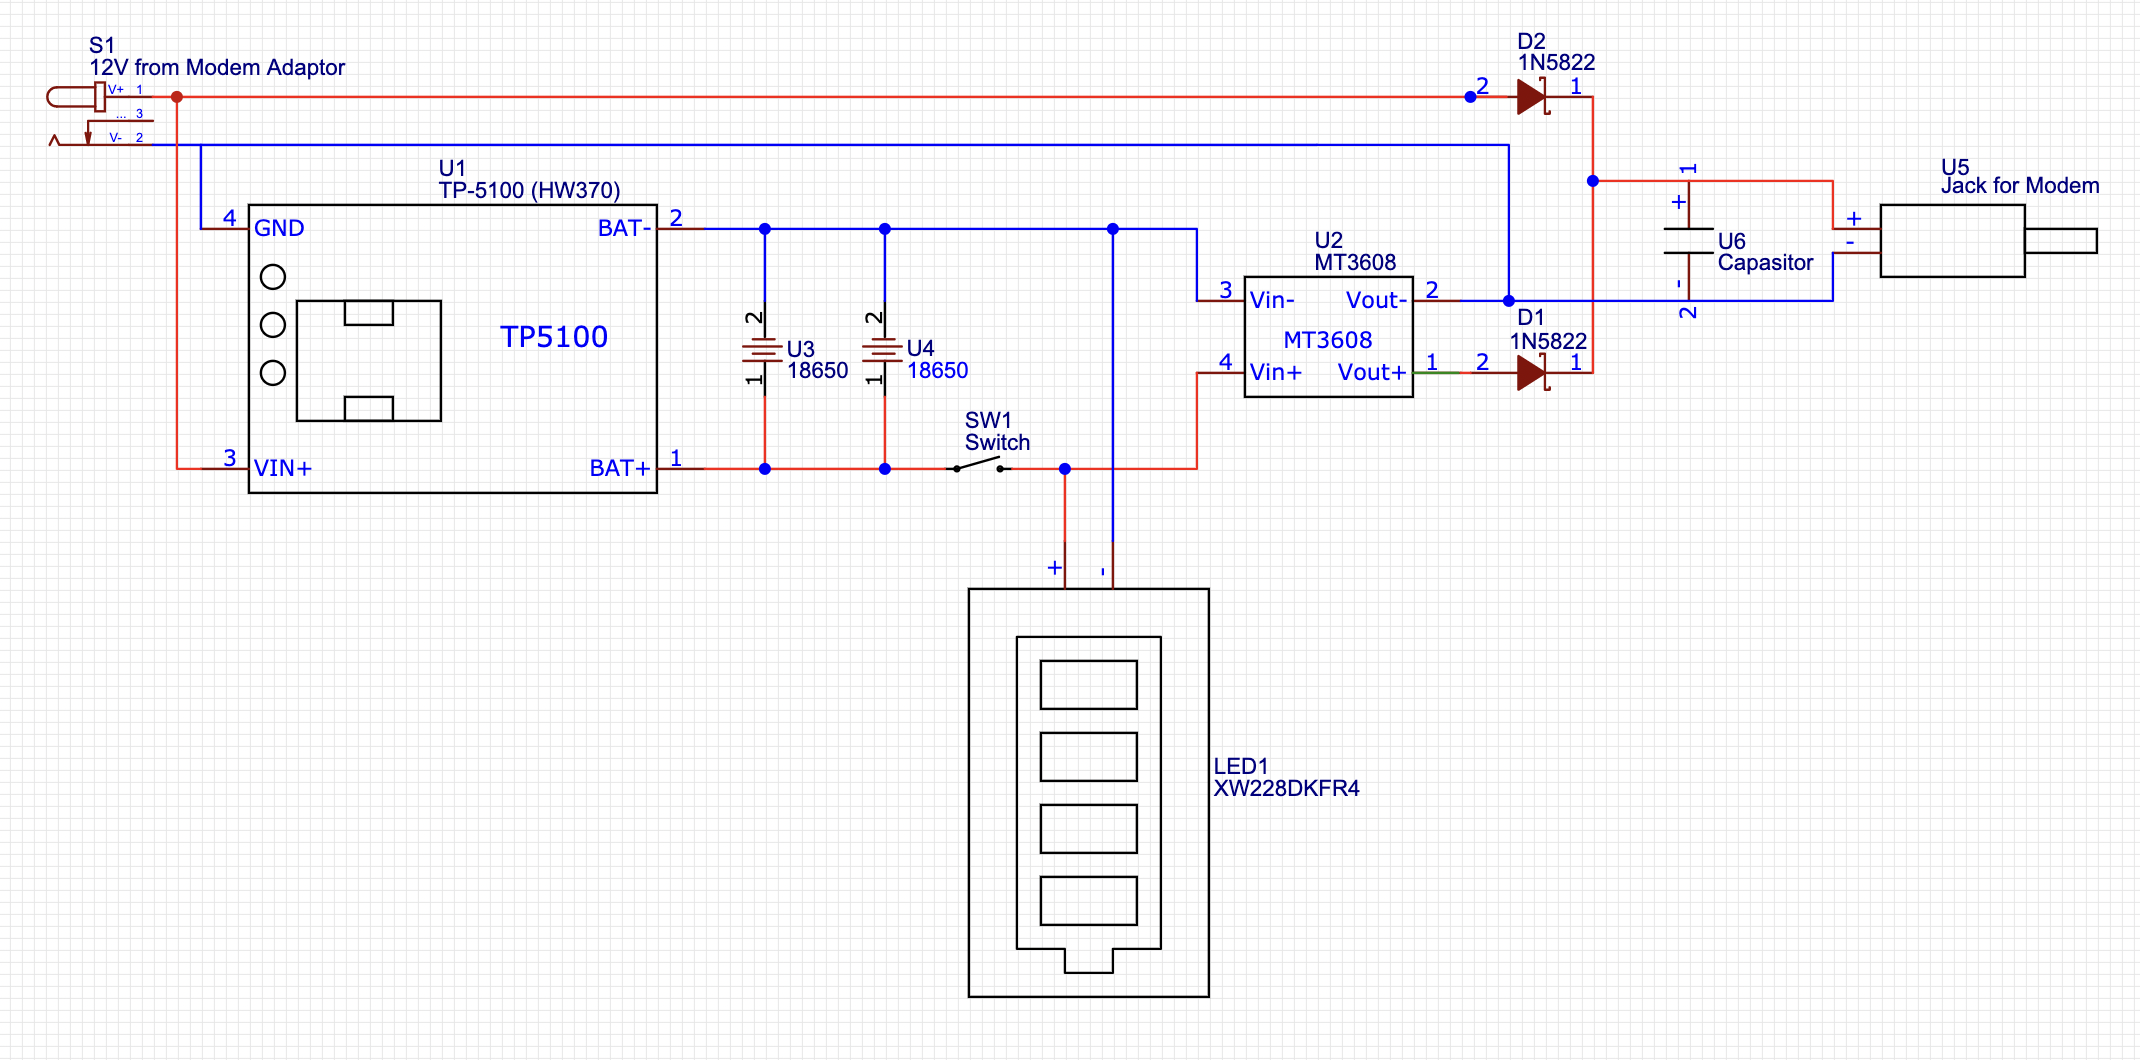 S1
12V from Modem Adaptor
V+ 1
... 3
V- 2
D2
1N5822
2
1
U1
TP-5100 (HW370)
4 GND
BAT- 2
TP5100
3 VIN+
BAT+ 1
2
U3
18650
1
2
U4
18650
1
SW1
Switch
U2
MT3608
3 Vin-
Vout- 2
MT3608
4 Vin+
Vout+ 1
D1
1N5822
2
1
1
+
U6
Capasitor
-
2
U5
Jack for Modem
+
-
+
-
LED1
XW228DKFR4